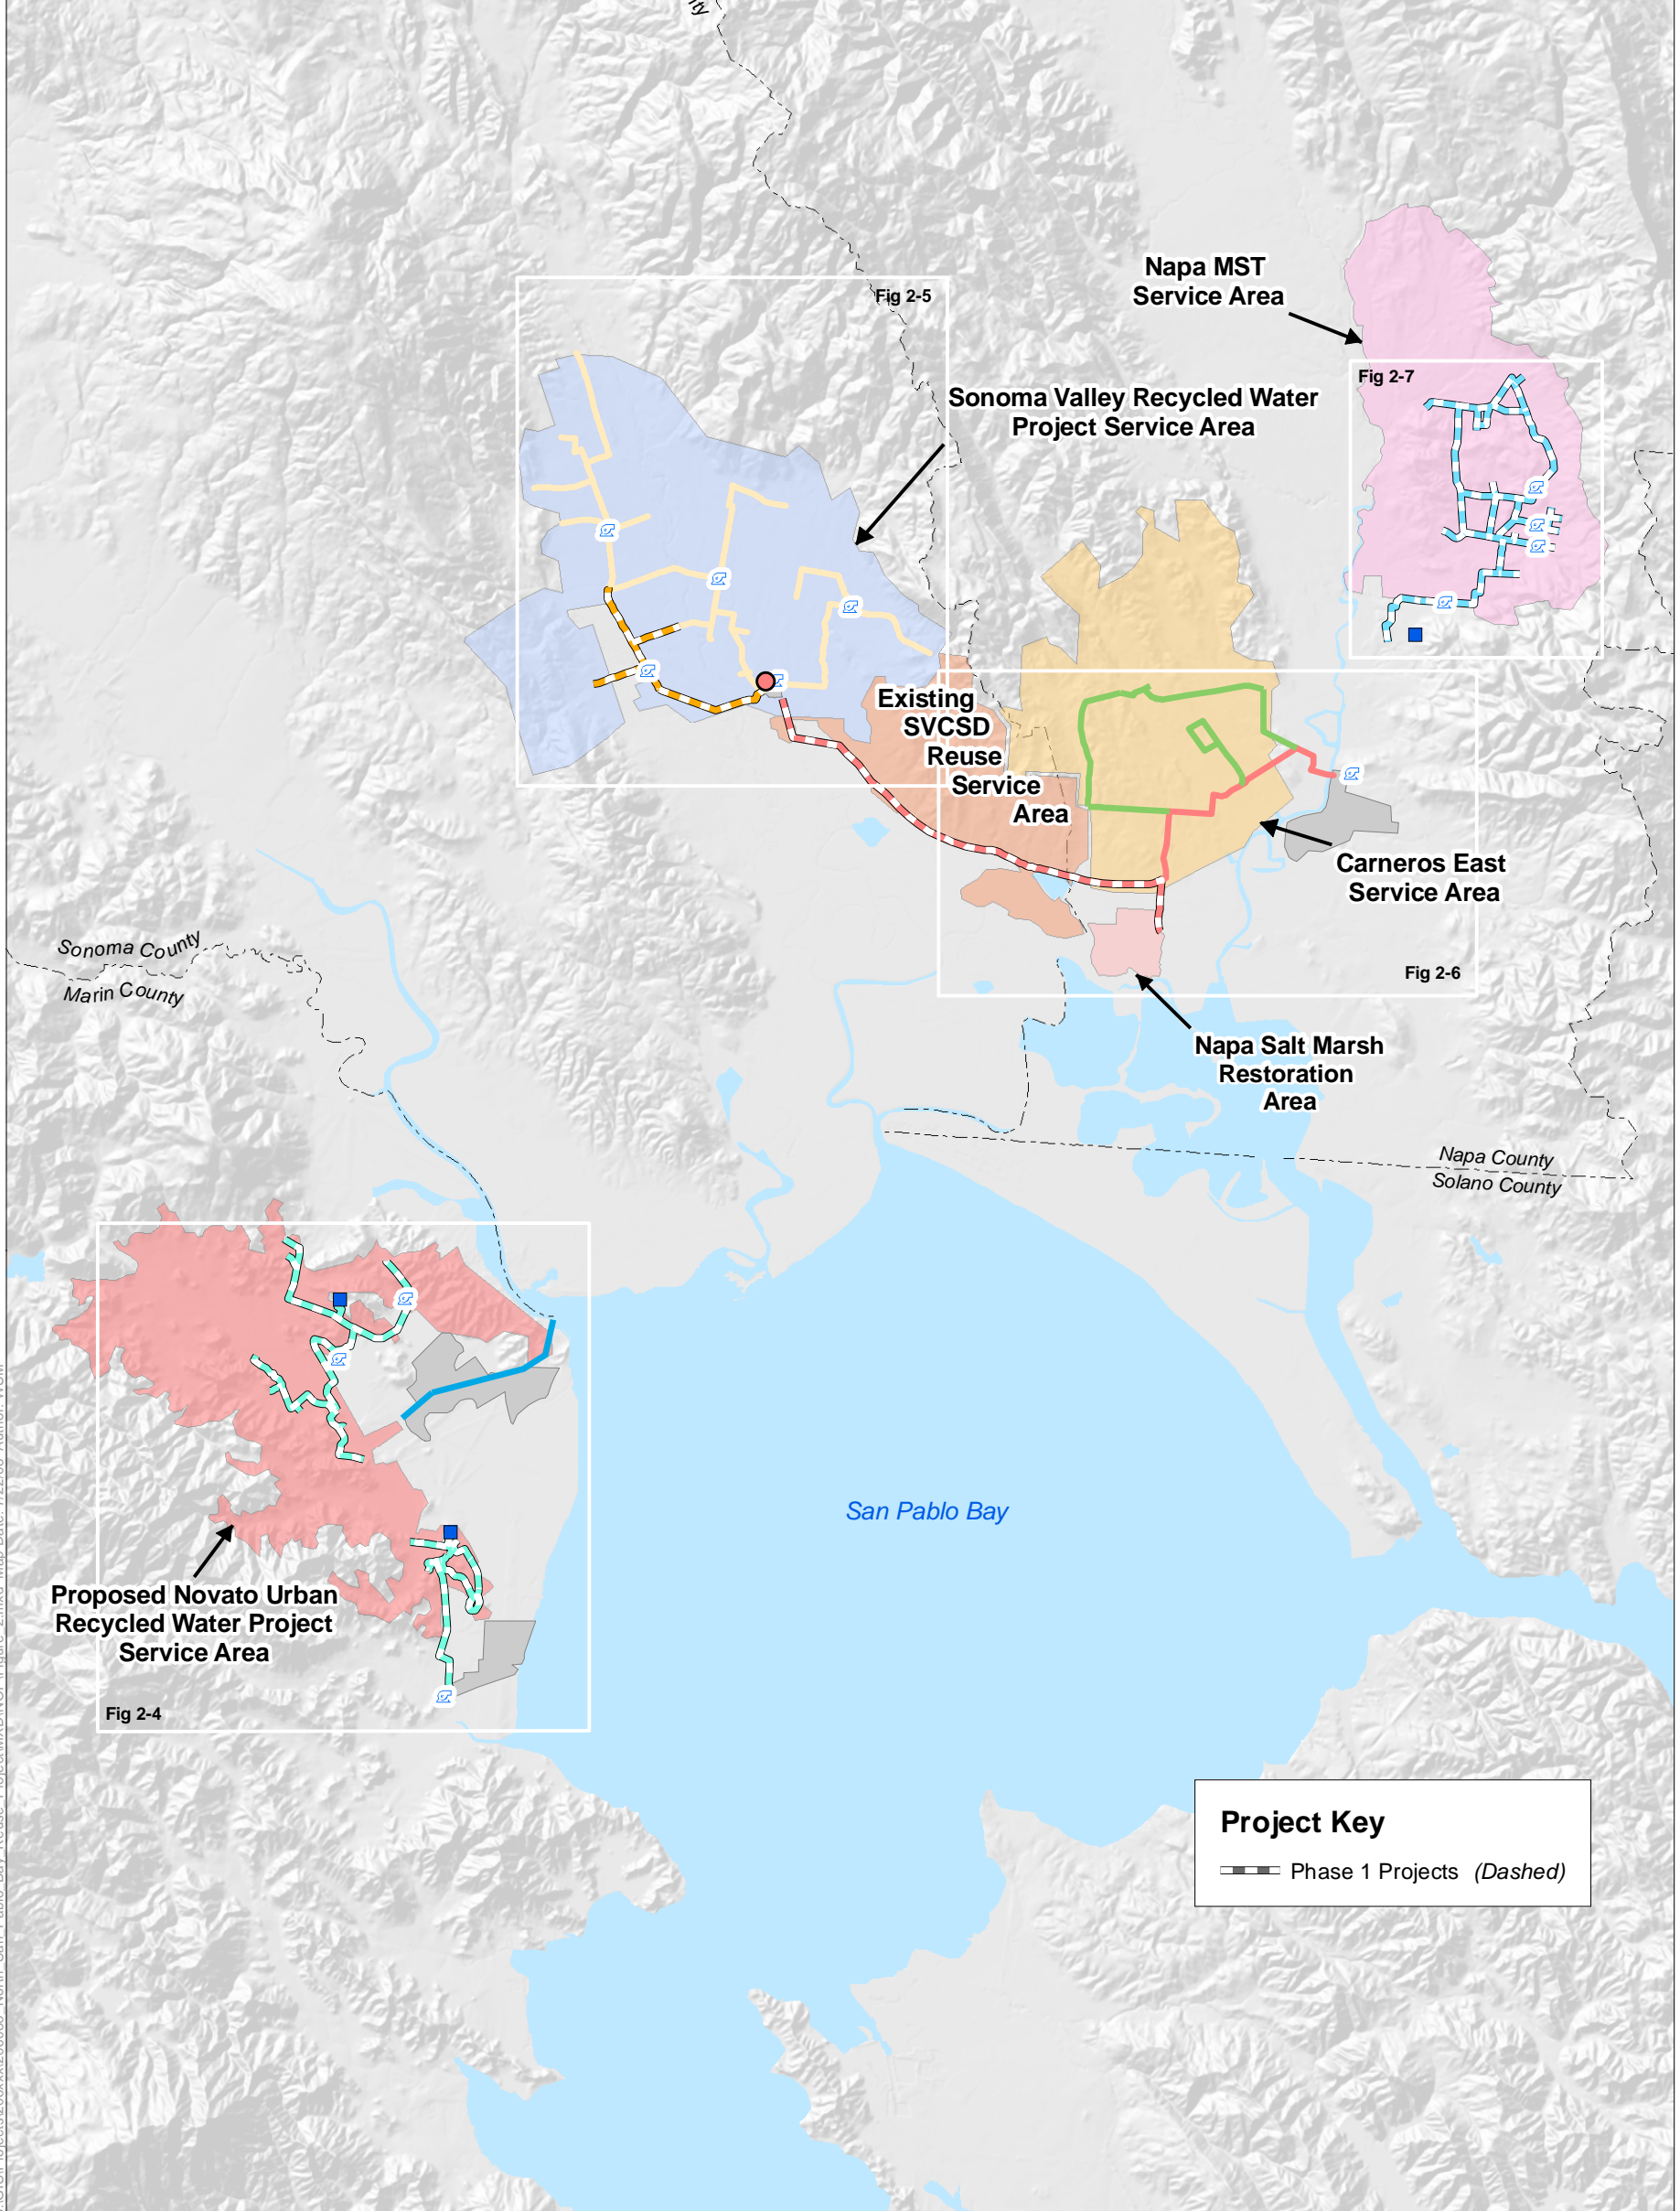 Napa MST
Service Area
Fig 2-5
Fig 2-7
Sonoma Valley Recycled Water
Project Service Area
Existing
SVCSD
Reuse
Service
Area
Carneros East
Service Area
Sonoma County
Marin County
Fig 2-6
Napa Salt Marsh
Restoration
Area
Napa County
Solano County
San Pablo Bay
Proposed Novato Urban
Recycled Water Project
Service Area
Fig 2-4
Project Key
Phase 1 Projects (Dashed)